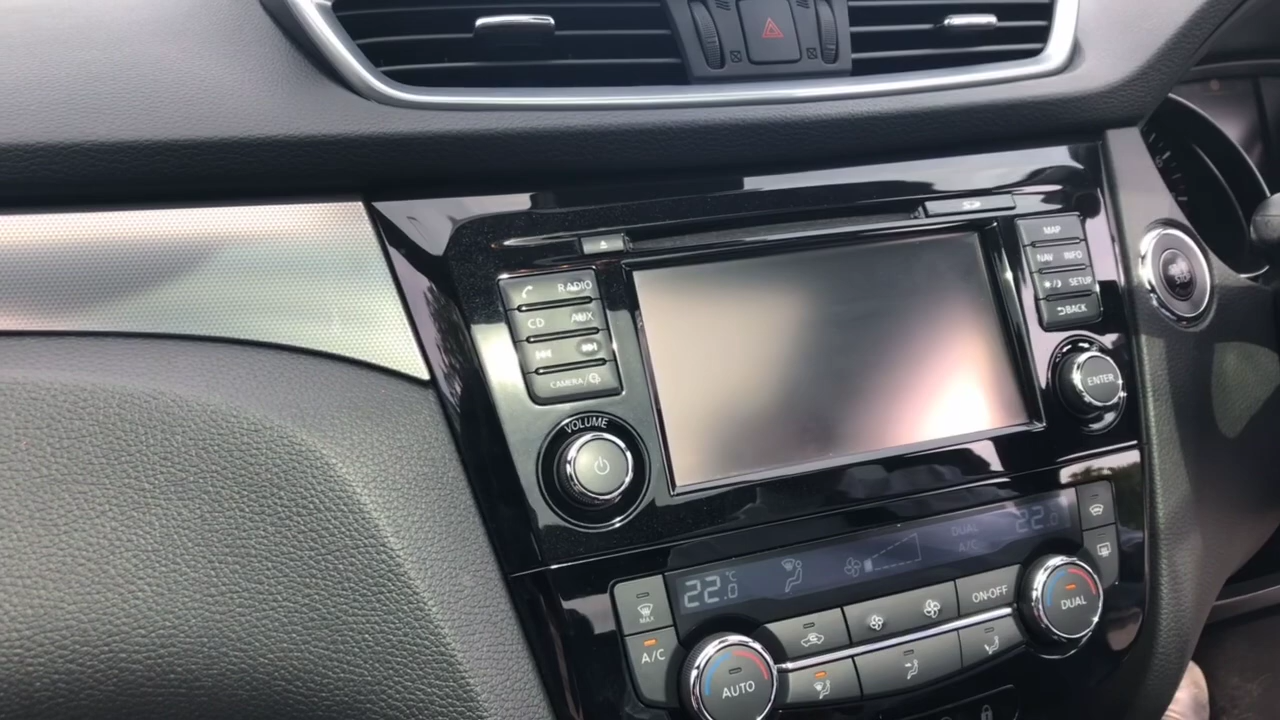 RADIO
CD AUX
CAMERA/
VOLUME
MAP
NAV INFO
SETUP
BACK
ENTER
22.0 °C
DUAL
A/C
22.0
MAX
A/C
AUTO
ON·OFF
DUAL